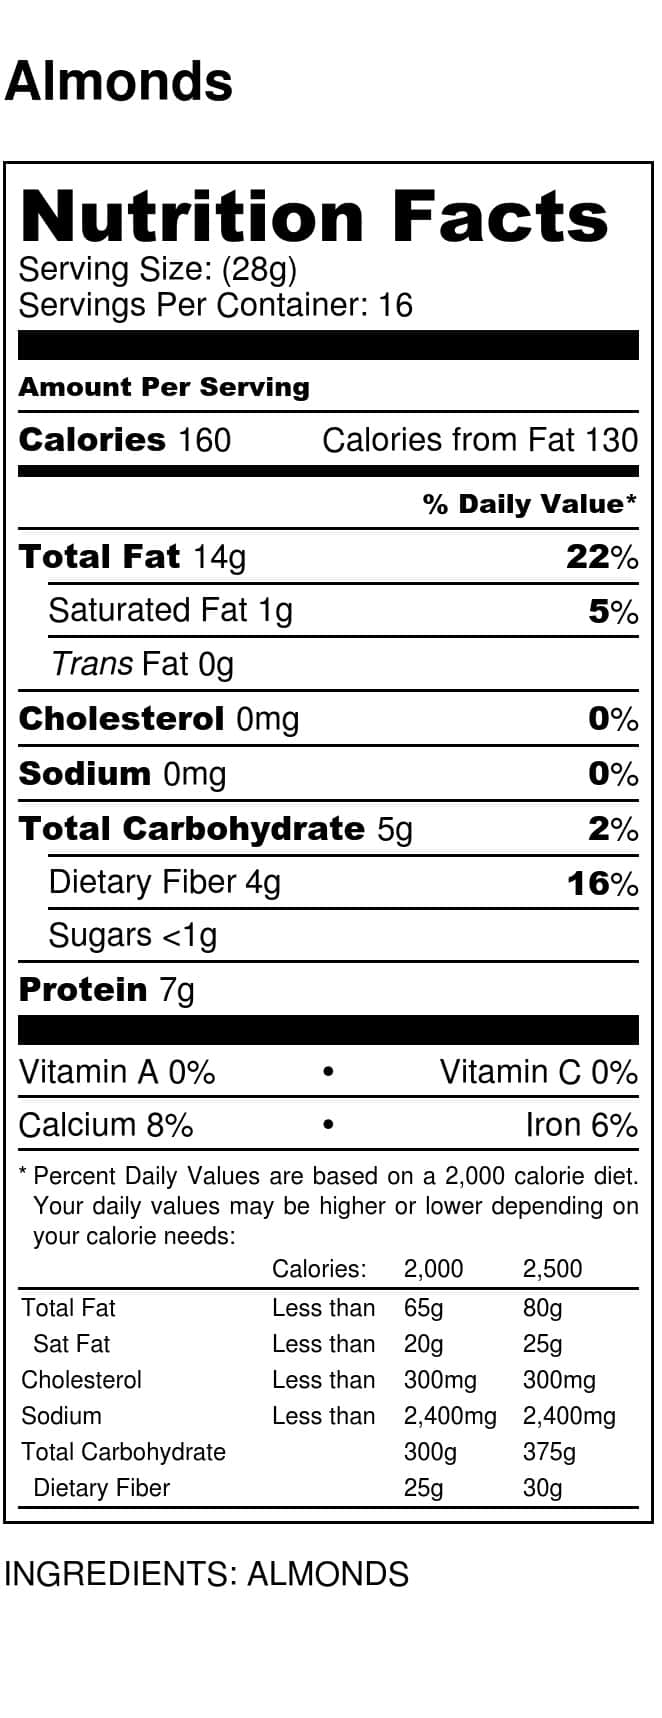 Almonds
Nutrition Facts
Serving Size: (28g)
Servings Per Container: 16
Amount Per Serving
Calories 160 Calories from Fat 130
% Daily Value*
Total Fat 14g 22%
Saturated Fat 1g 5%
Trans Fat 0g
Cholesterol 0mg 0%
Sodium 0mg 0%
Total Carbohydrate 5g 2%
Dietary Fiber 4g 16%
Sugars <1g
Protein 7g
Vitamin A 0% • Vitamin C 0%
Calcium 8% • Iron 6%
* Percent Daily Values are based on a 2,000 calorie diet.
Your daily values may be higher or lower depending on
your calorie needs:
Calories: 2,000 2,500
Total Fat Less than 65g 80g
Sat Fat Less than 20g 25g
Cholesterol Less than 300mg 300mg
Sodium Less than 2,400mg 2,400mg
Total Carbohydrate 300g 375g
Dietary Fiber 25g 30g
INGREDIENTS: ALMONDS